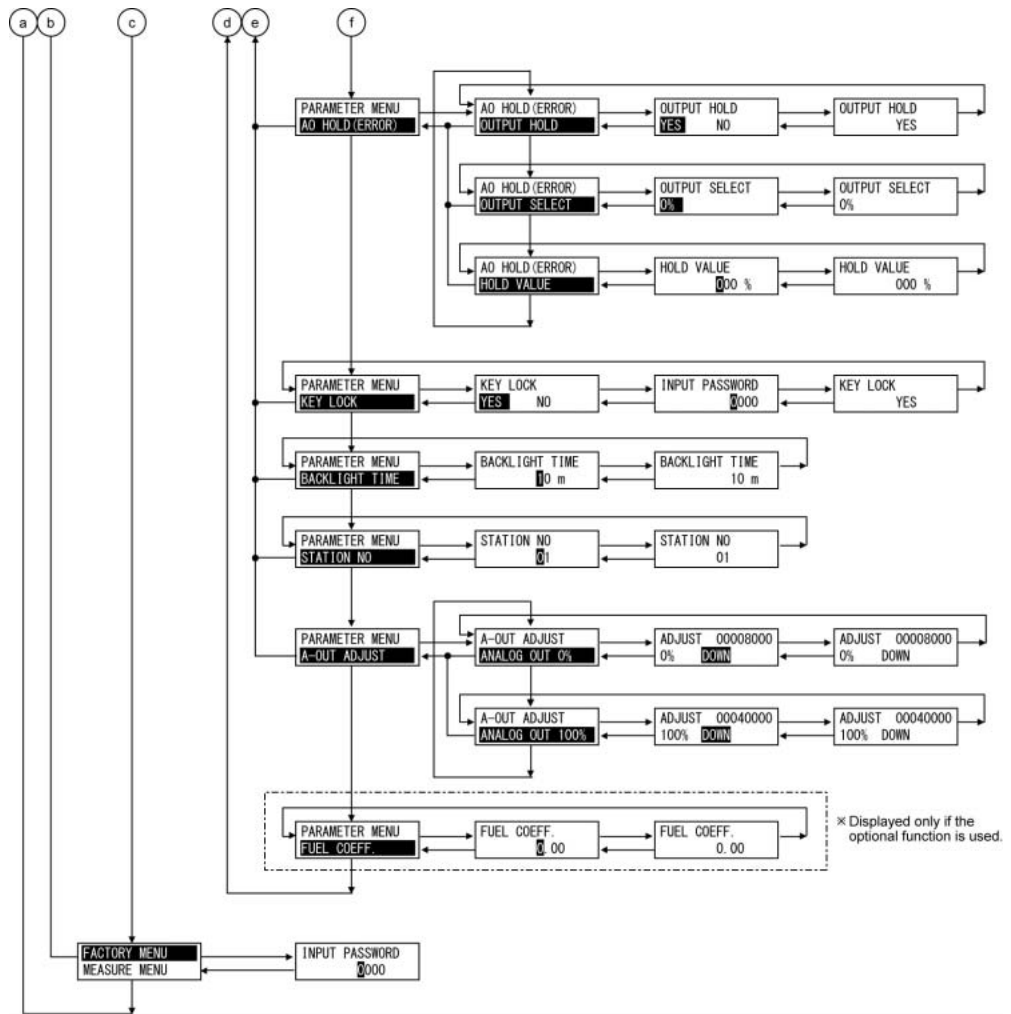 a b c d e f
PARAMETER MENU
AO HOLD(ERROR)
AO HOLD(ERROR)
OUTPUT HOLD
OUTPUT HOLD
YES NO
OUTPUT HOLD
YES
AO HOLD(ERROR)
OUTPUT SELECT
OUTPUT SELECT
0%
OUTPUT SELECT
0%
AO HOLD(ERROR)
HOLD VALUE
HOLD VALUE
000 %
HOLD VALUE
000 %
PARAMETER MENU
KEY LOCK
KEY LOCK
YES NO
INPUT PASSWORD
0000
KEY LOCK
YES
PARAMETER MENU
BACKLIGHT TIME
BACKLIGHT TIME
10 m
BACKLIGHT TIME
10 m
PARAMETER MENU
STATION NO
STATION NO
01
STATION NO
01
PARAMETER MENU
A-OUT ADJUST
A-OUT ADJUST
ANALOG OUT 0%
ADJUST 00008000
0% DOWN
ADJUST 00008000
0% DOWN
A-OUT ADJUST
ANALOG OUT 100%
ADJUST 00040000
100% DOWN
ADJUST 00040000
100% DOWN
PARAMETER MENU
FUEL COEFF.
FUEL COEFF.
0.00
FUEL COEFF.
0.00
※ Displayed only if the
optional function is used.
FACTORY MENU
MEASURE MENU
INPUT PASSWORD
0000